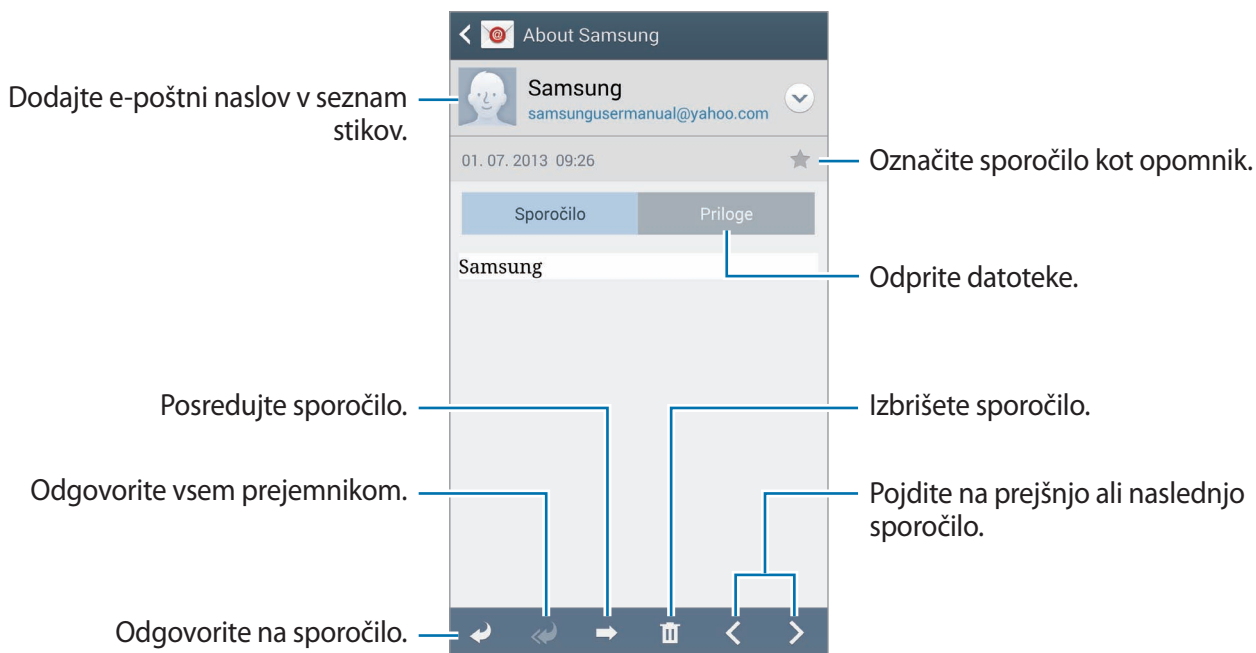 About Samsung
Dodajte e-poštni naslov v seznam
stikov.
Samsung
samsungusermanual@yahoo.com
01. 07. 2013 09:26
Označite sporočilo kot opomnik.
Sporočilo
Priloge
Samsung
Odprite datoteke.
Posredujte sporočilo.
Izbrišete sporočilo.
Odgovorite vsem prejemnikom.
Pojdite na prejšnjo ali naslednjo
sporočilo.
Odgovorite na sporočilo.